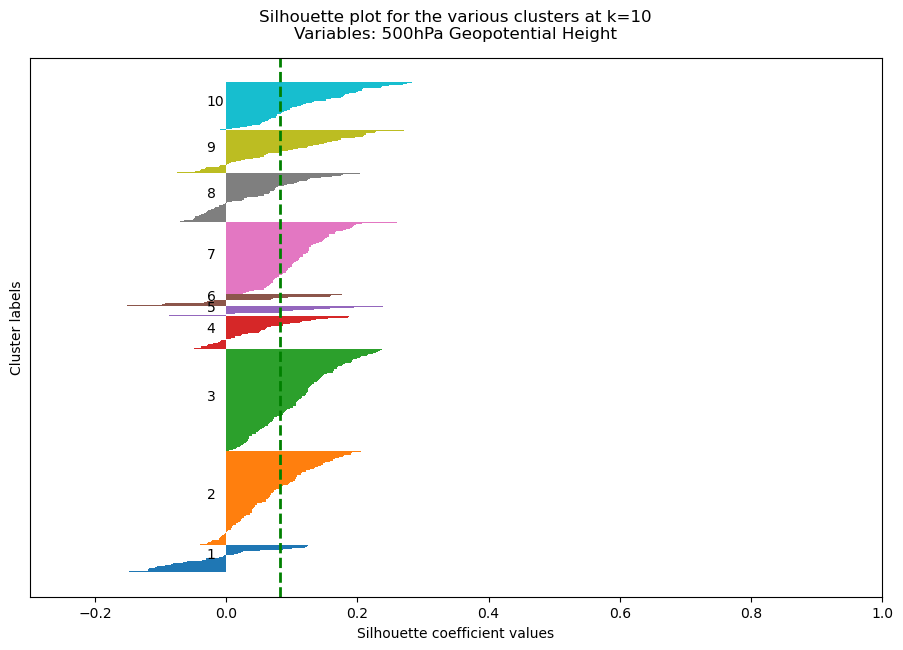 Silhouette plot for the various clusters at k=10
Variables: 500hPa Geopotential Height
Cluster labels
10
9
8
7
6
5
4
3
2
1
−0.2 0.0 0.2 0.4 0.6 0.8 1.0
Silhouette coefficient values